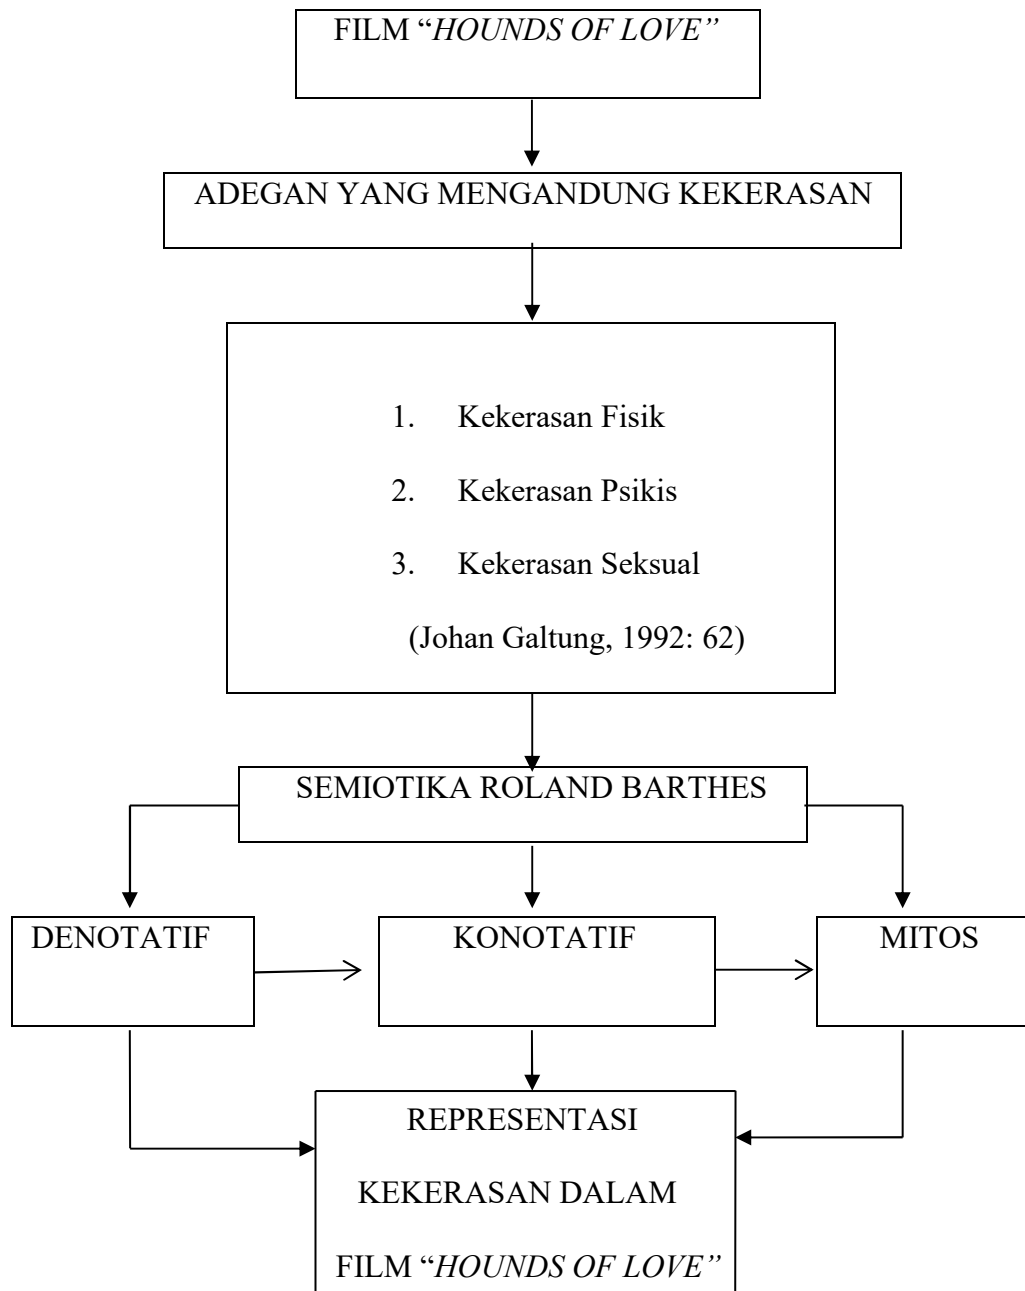 FILM “HOUNDS OF LOVE”
ADEGAN YANG MENGANDUNG KEKERASAN
1. Kekerasan Fisik
2. Kekerasan Psikis
3. Kekerasan Seksual
(Johan Galtung, 1992: 62)
SEMIOTIKA ROLAND BARTHES
DENOTATIF
KONOTATIF
MITOS
REPRESENTASI
KEKERASAN DALAM
FILM “HOUNDS OF LOVE”